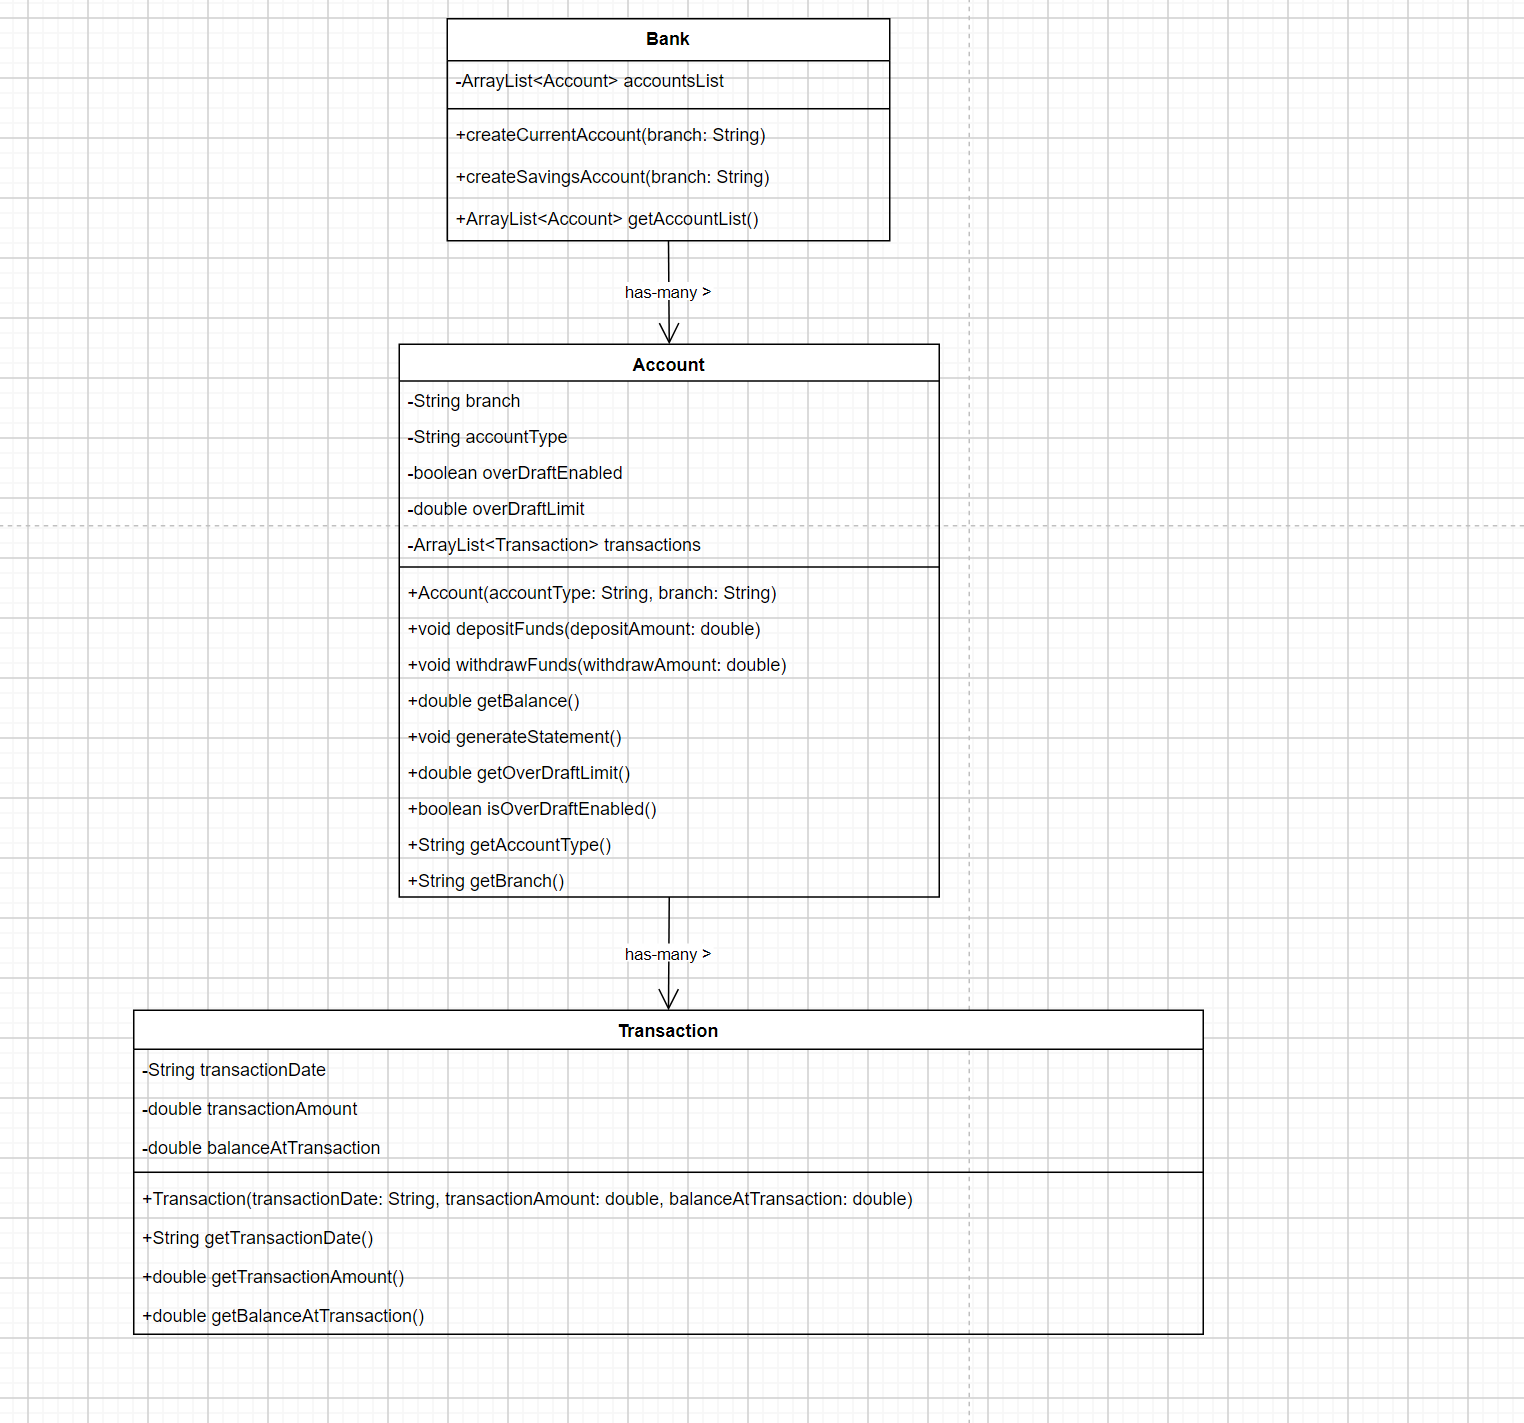 Bank
-ArrayList<Account> accountsList
+createCurrentAccount(branch: String)
+createSavingsAccount(branch: String)
+ArrayList<Account> getAccountList()
has-many >
Account
-String branch
-String accountType
-boolean overDraftEnabled
-double overDraftLimit
-ArrayList<Transaction> transactions
+Account(accountType: String, branch: String)
+void depositFunds(depositAmount: double)
+void withdrawFunds(withdrawAmount: double)
+double getBalance()
+void generateStatement()
+double getOverDraftLimit()
+boolean isOverDraftEnabled()
+String getAccountType()
+String getBranch()
has-many >
Transaction
-String transactionDate
-double transactionAmount
-double balanceAtTransaction
+Transaction(transactionDate: String, transactionAmount: double, balanceAtTransaction: double)
+String getTransactionDate()
+double getTransactionAmount()
+double getBalanceAtTransaction()